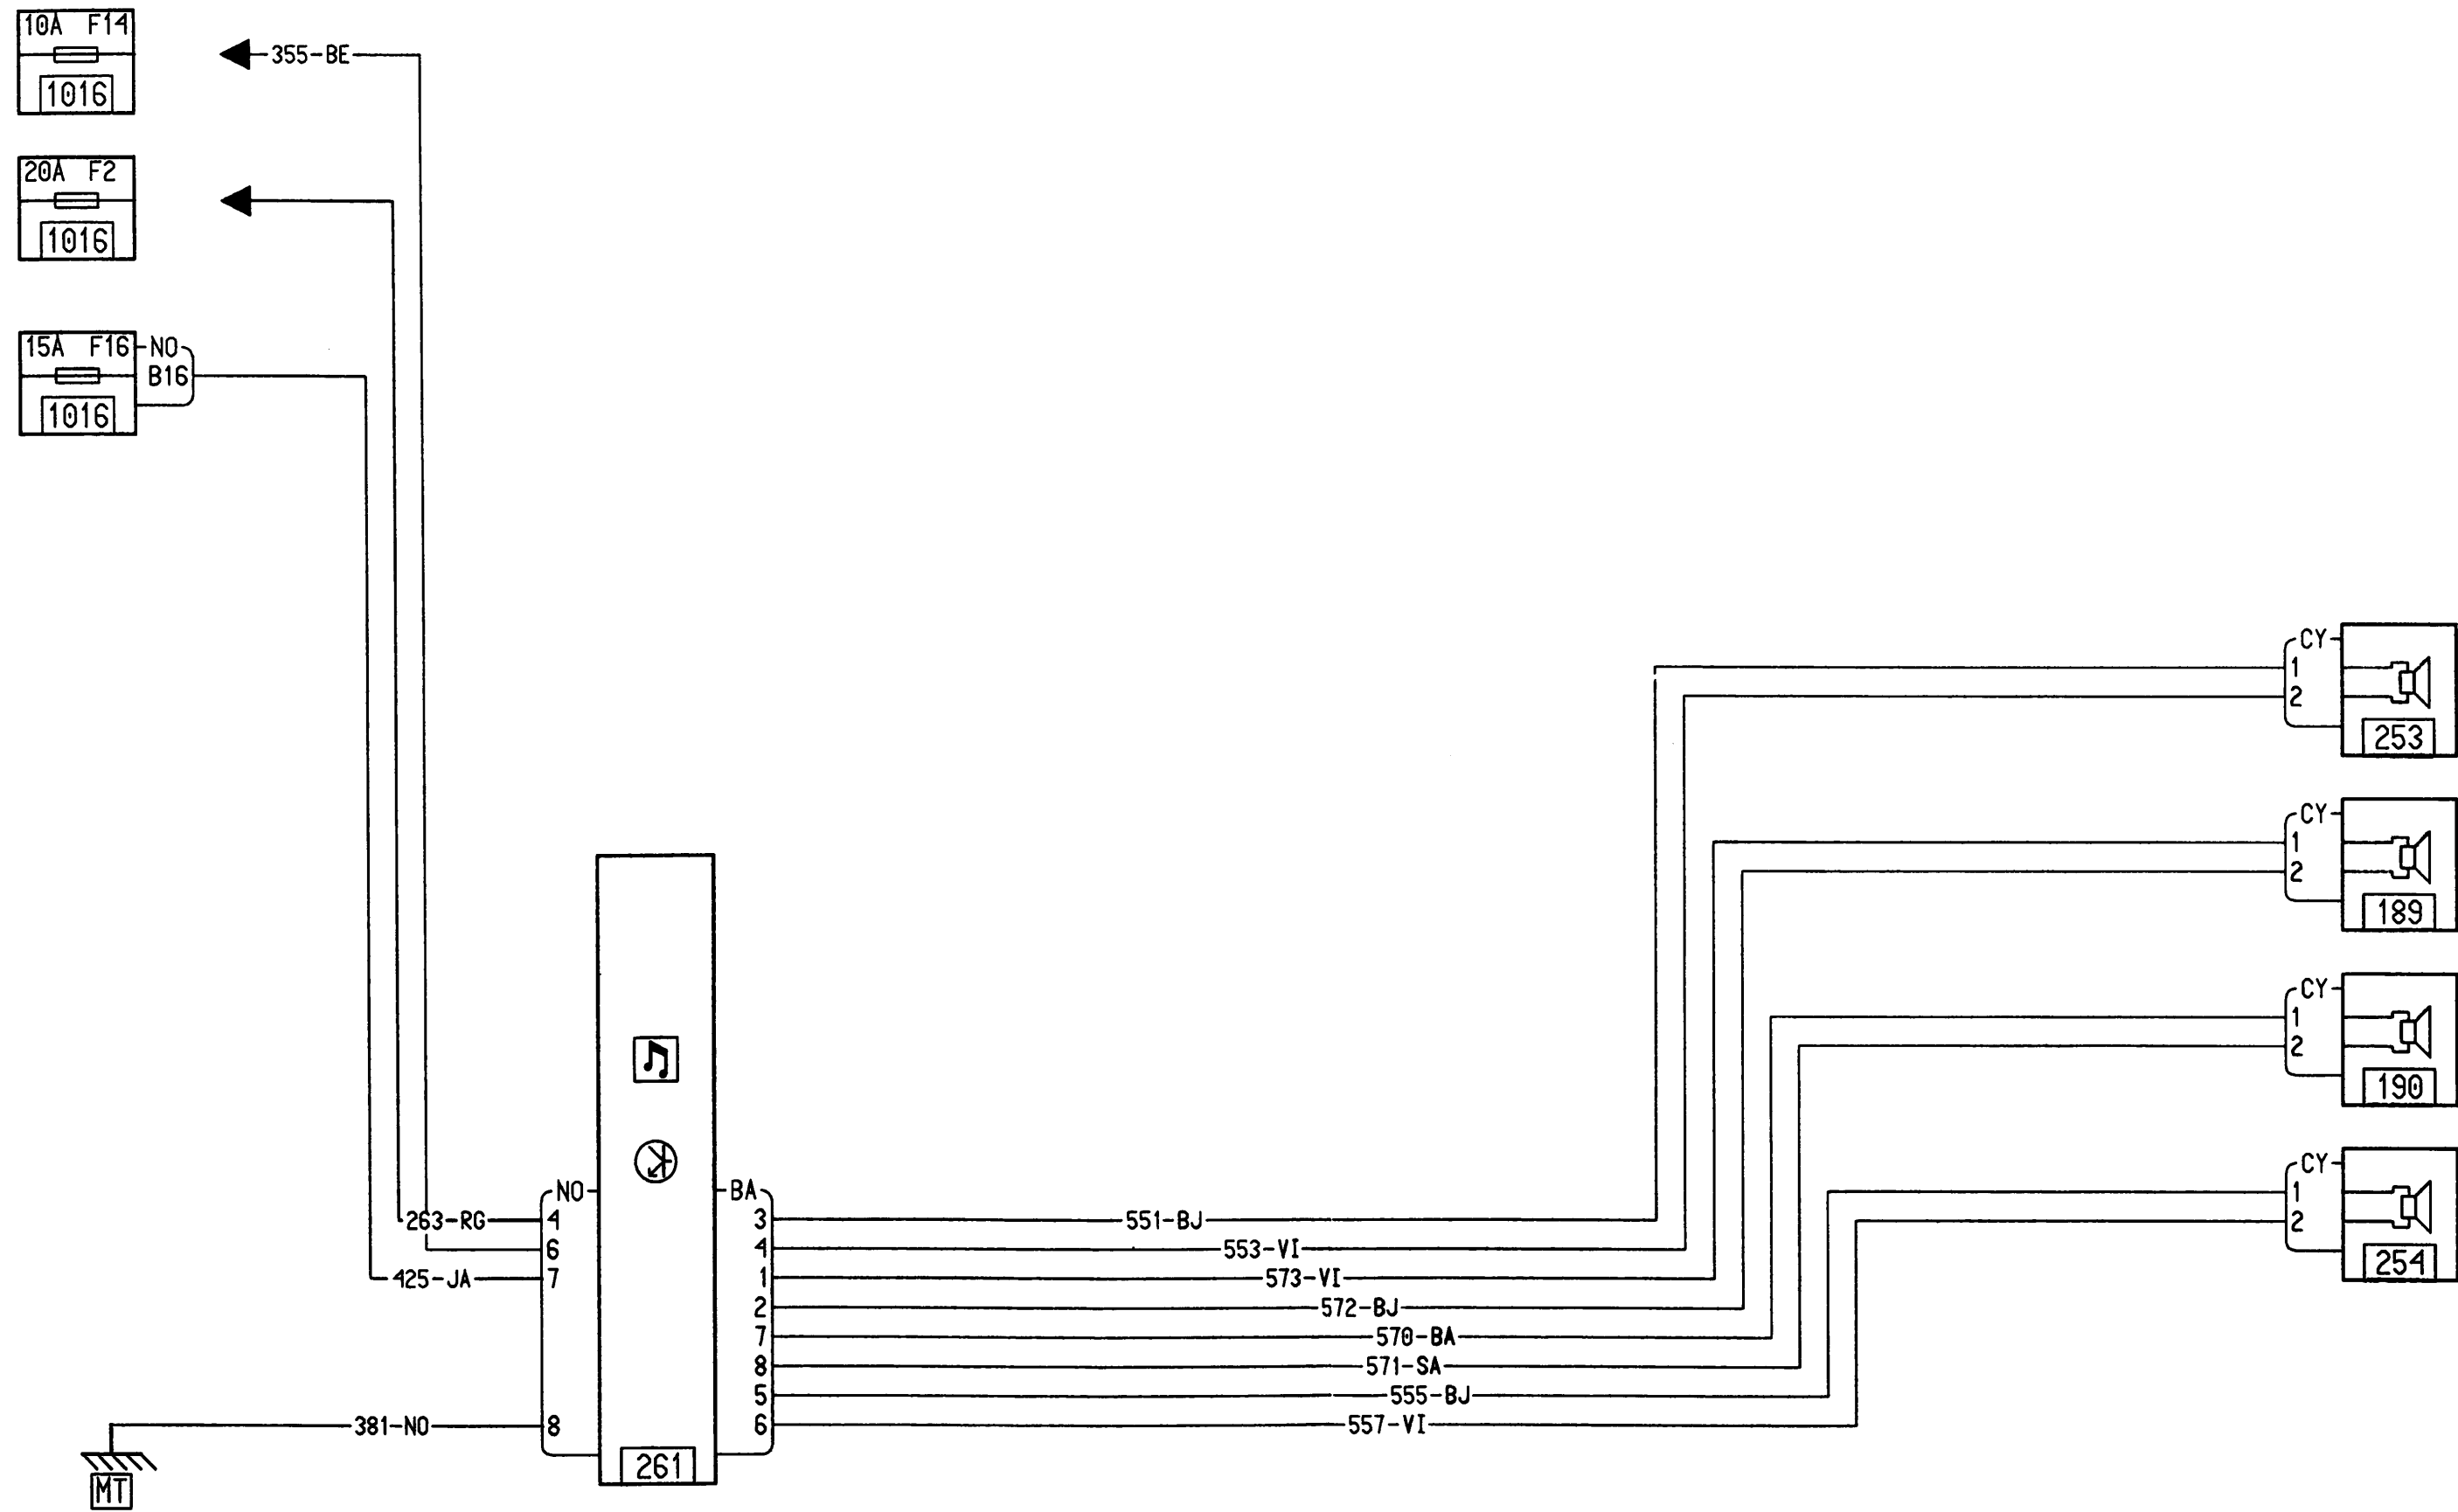 10A F14
1016
355-BE
20A F2
1016
15A F16 NO
B16
1016
CY
1
2
253
CY
1
2
189
CY
1
2
190
CY
1
2
254
NO
263-RG 4
6
425-JA 7
381-NO 8
MT
261
BA
3 551-BJ
4 553-VI
1 573-VI
2 572-BJ
7 570-BA
8 571-SA
5 555-BJ
6 557-VI